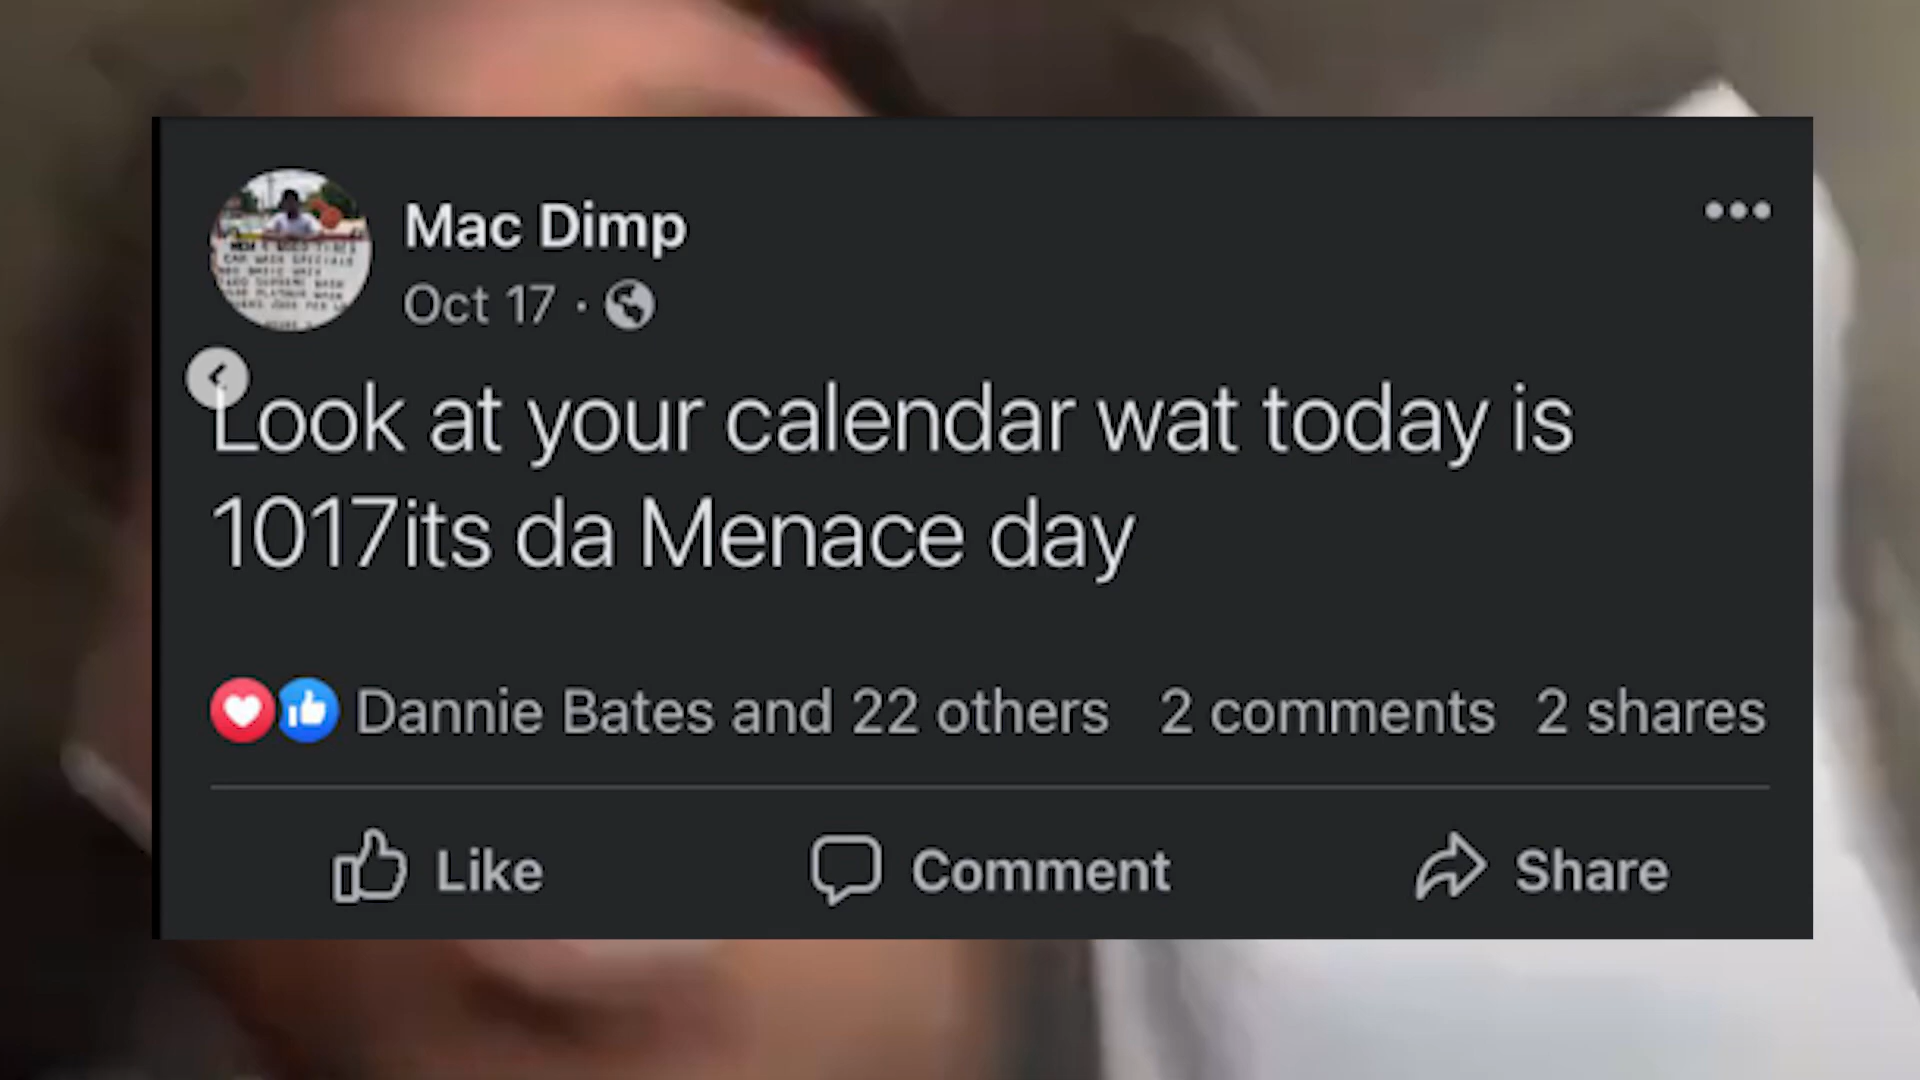 Mac Dimp
Oct 17 ·
Look at your calendar wat today is
1017its da Menace day
Dannie Bates and 22 others 2 comments 2 shares
Like Comment Share